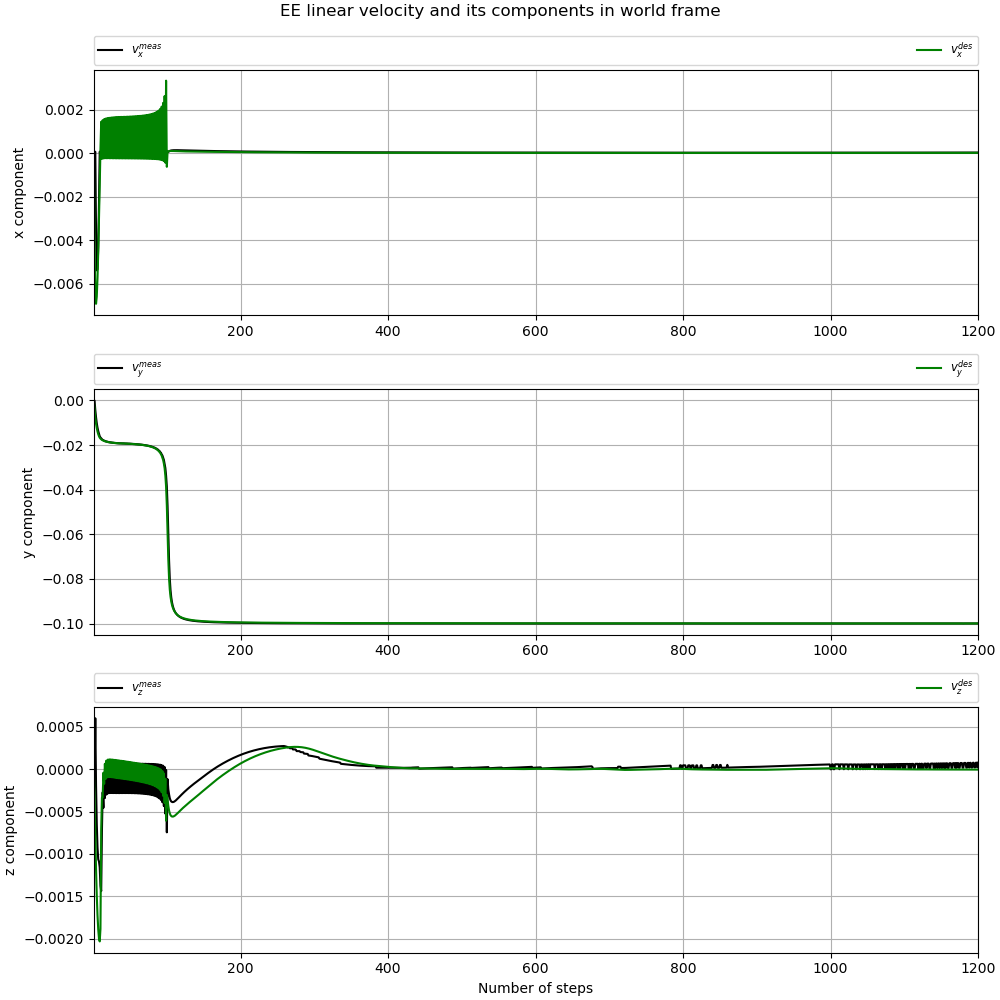 EE linear velocity and its components in world frame
v_x^{meas} v_x^{des}
0.002
0.000
−0.002
−0.004
−0.006
x component
200 400 600 800 1000 1200
v_y^{meas} v_y^{des}
0.00
−0.02
−0.04
−0.06
−0.08
−0.10
y component
200 400 600 800 1000 1200
v_z^{meas} v_z^{des}
0.0005
0.0000
−0.0005
−0.0010
−0.0015
−0.0020
z component
200 400 600 800 1000 1200
Number of steps